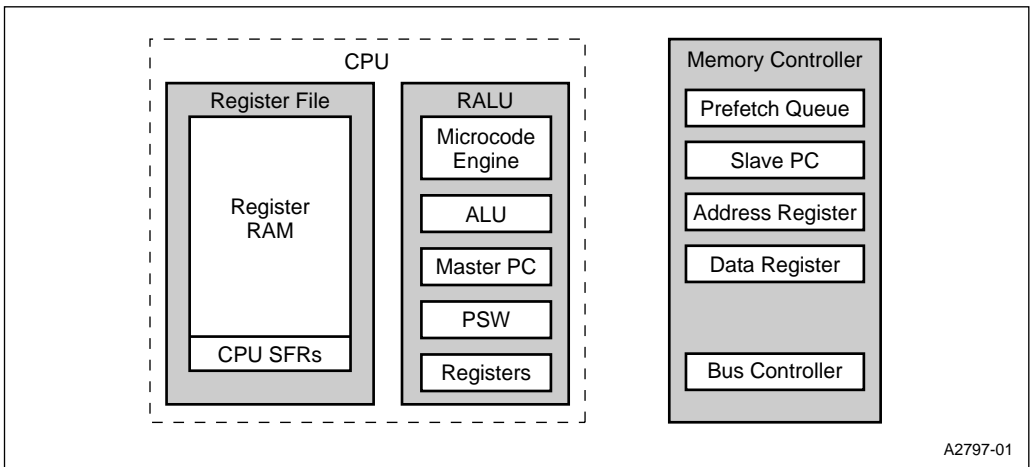 CPU
Register File
Register
RAM
CPU SFRs
RALU
Microcode
Engine
ALU
Master PC
PSW
Registers
Memory Controller
Prefetch Queue
Slave PC
Address Register
Data Register
Bus Controller
A2797-01